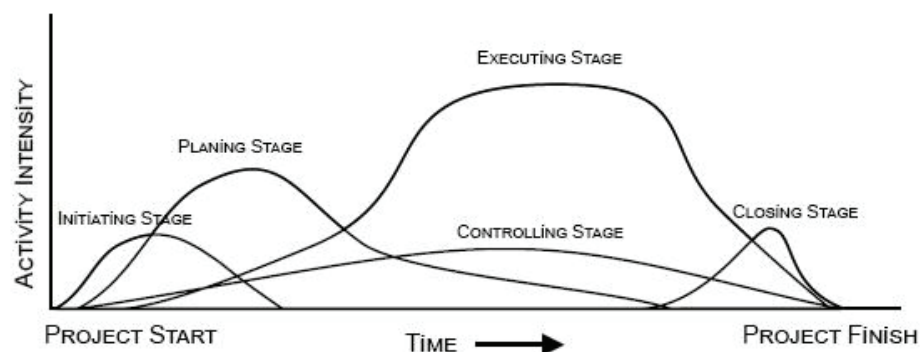 Executing Stage
Planing Stage
Initiating Stage
Closing Stage
Controlling Stage
Activity Intensity
Project Start
Time
Project Finish